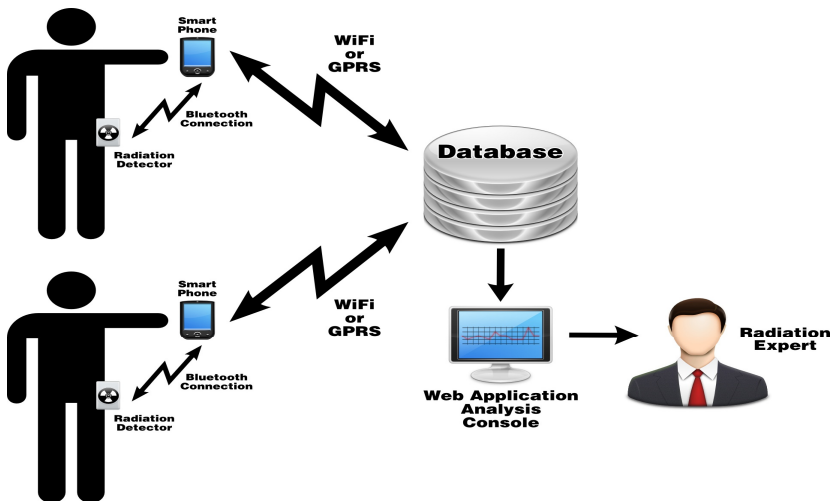 Smart
Phone
WiFi
or
GPRS
Bluetooth
Connection
Radiation
Detector
Database
Smart
Phone
WiFi
or
GPRS
Bluetooth
Connection
Radiation
Detector
Web Application
Analysis
Console
Radiation
Expert